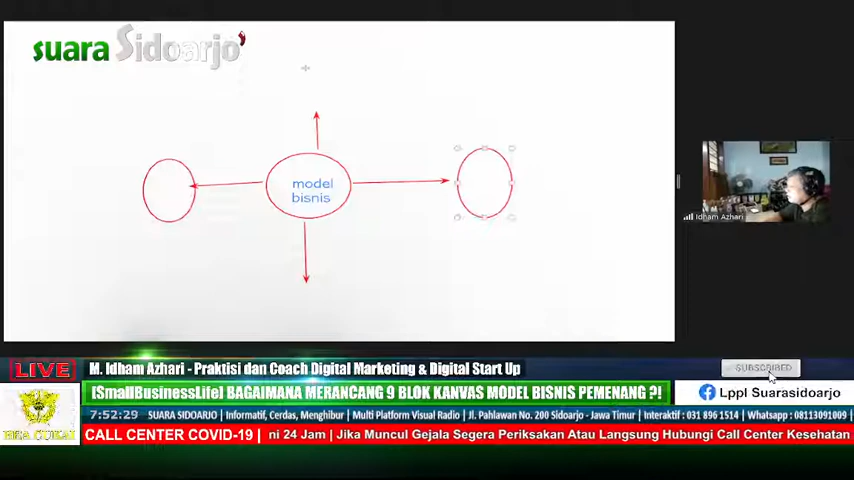 suara Sidoarjo
model
bisnis
Idham Azhari
LIVE
M. Idham Azhari - Praktisi dan Coach Digital Marketing & Digital Start Up
SUBSCRIBED
[SmallBusinessLife] BAGAIMANA MERANCANG 9 BLOK KANVAS MODEL BISNIS PEMENANG ?!
Lppl Suarasidoarjo
7:52:29
SUARA SIDOARJO | Informatif, Cerdas, Menghibur | Multi Platform Visual Radio | Jl. Pahlawan No. 200 Sidoarjo - Jawa Timur | Interaktif : 031 896 1514 | Whatsapp : 08113091009 |
BEA CUKAI
CALL CENTER COVID-19 | ni 24 Jam | Jika Muncul Gejala Segera Periksakan Atau Langsung Hubungi Call Center Kesehatan